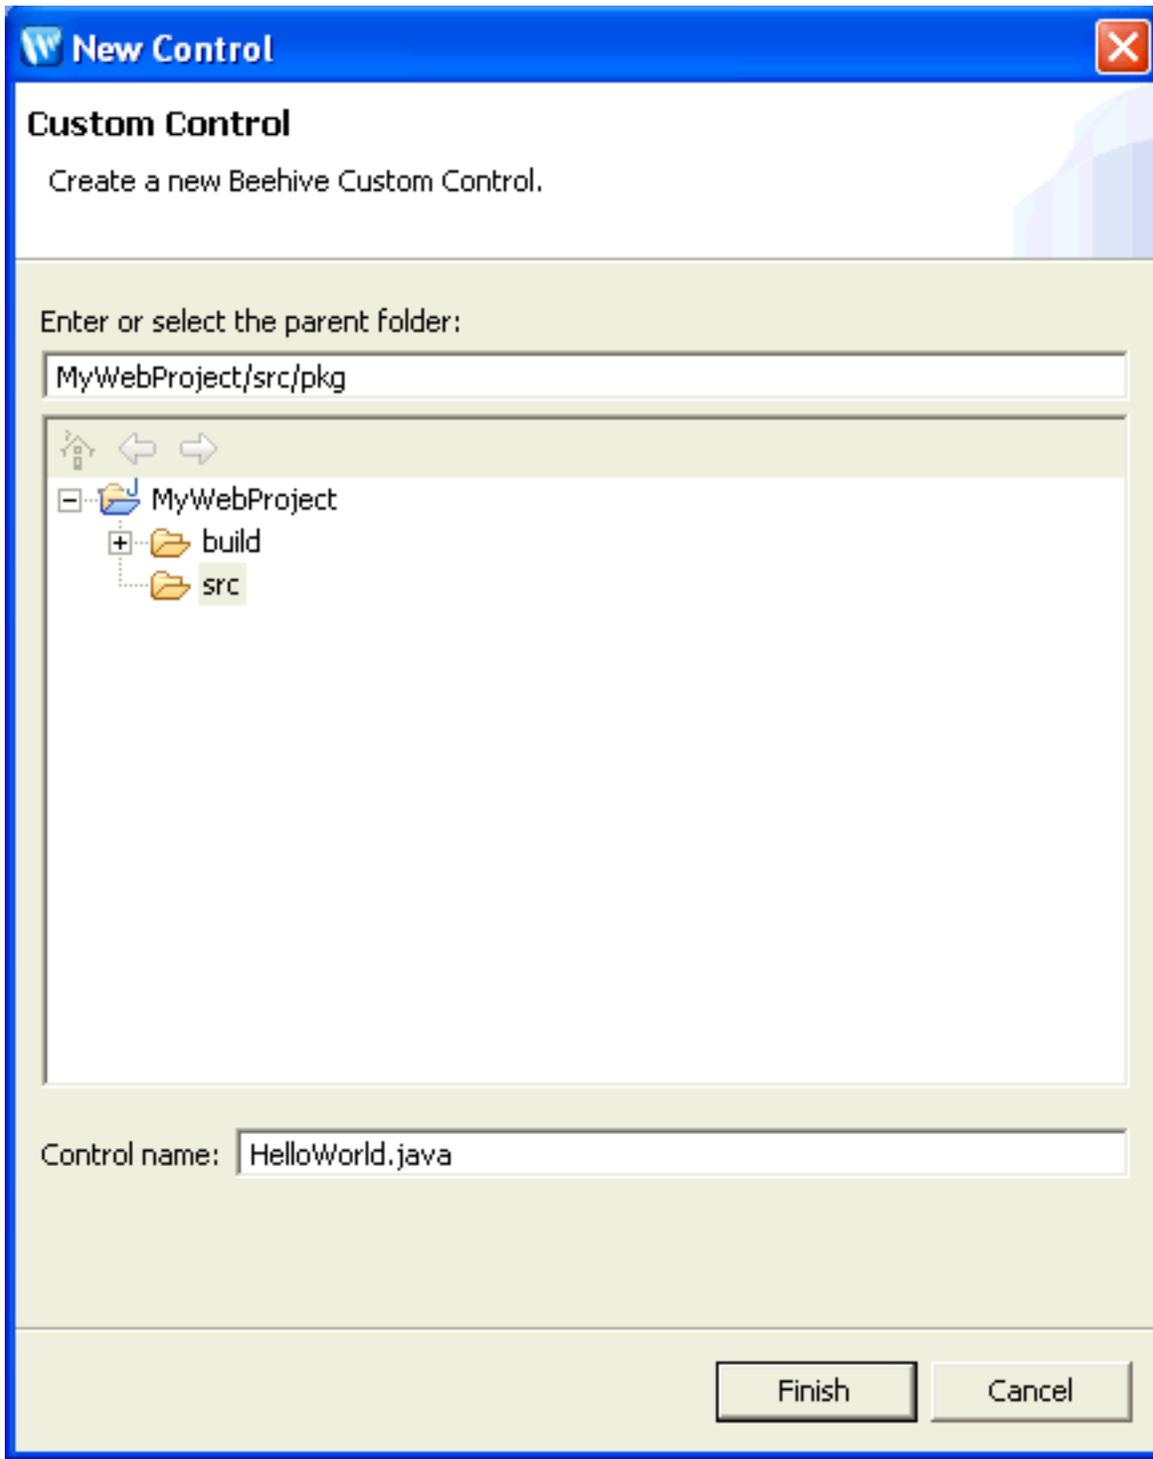 New Control
Custom Control
Create a new Beehive Custom Control.
Enter or select the parent folder:
MyWebProject/src/pkg
MyWebProject
build
src
Control name: HelloWorld.java
Finish Cancel